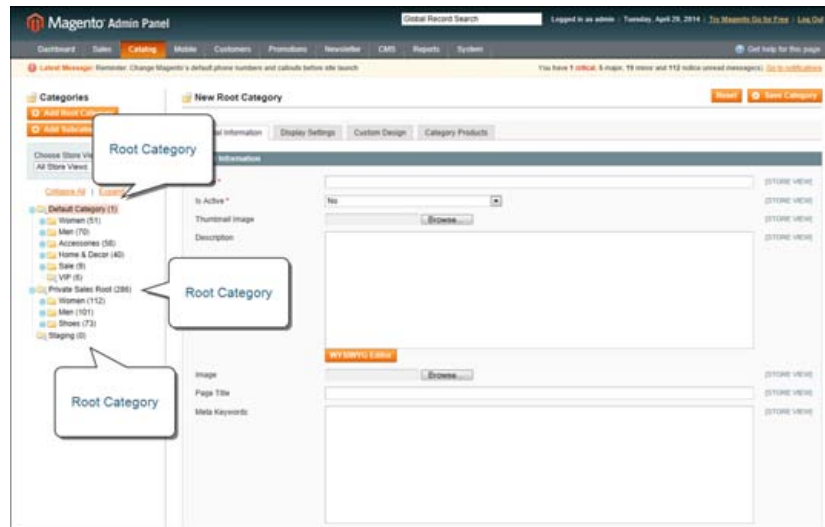 Magento Admin Panel
Global Record Search
Logged in as admin | Tuesday, April 29, 2014 | Try Magento Go for Free | Log Out
Dashboard Sales Catalog Mobile Customers Promotions Newsletter CMS Reports System
Get help for this page
Latest Message: Reminder: Change Magento's default phone numbers and callouts before site launch
You have 1 critical, 5 major, 19 minor and 112 notice unread message(s). Go to notifications
Categories
Add Root Category
Add Subcategory
Choose Store View
All Store Views
Collapse All | Expand
Default Category (1)
Women (51)
Men (70)
Accessories (58)
Home & Decor (40)
Sale (9)
VIP (6)
Private Sales Root (286)
Women (112)
Men (101)
Shoes (73)
Staging (0)
Root Category
Root Category
Root Category
New Root Category
Reset
Save Category
Information
Display Settings
Custom Design
Category Products
Information
*
[STORE VIEW]
Is Active *
No
[STORE VIEW]
Thumbnail Image
Browse...
[STORE VIEW]
Description
[STORE VIEW]
WYSIWYG Editor
Image
Browse...
[STORE VIEW]
Page Title
[STORE VIEW]
Meta Keywords
[STORE VIEW]